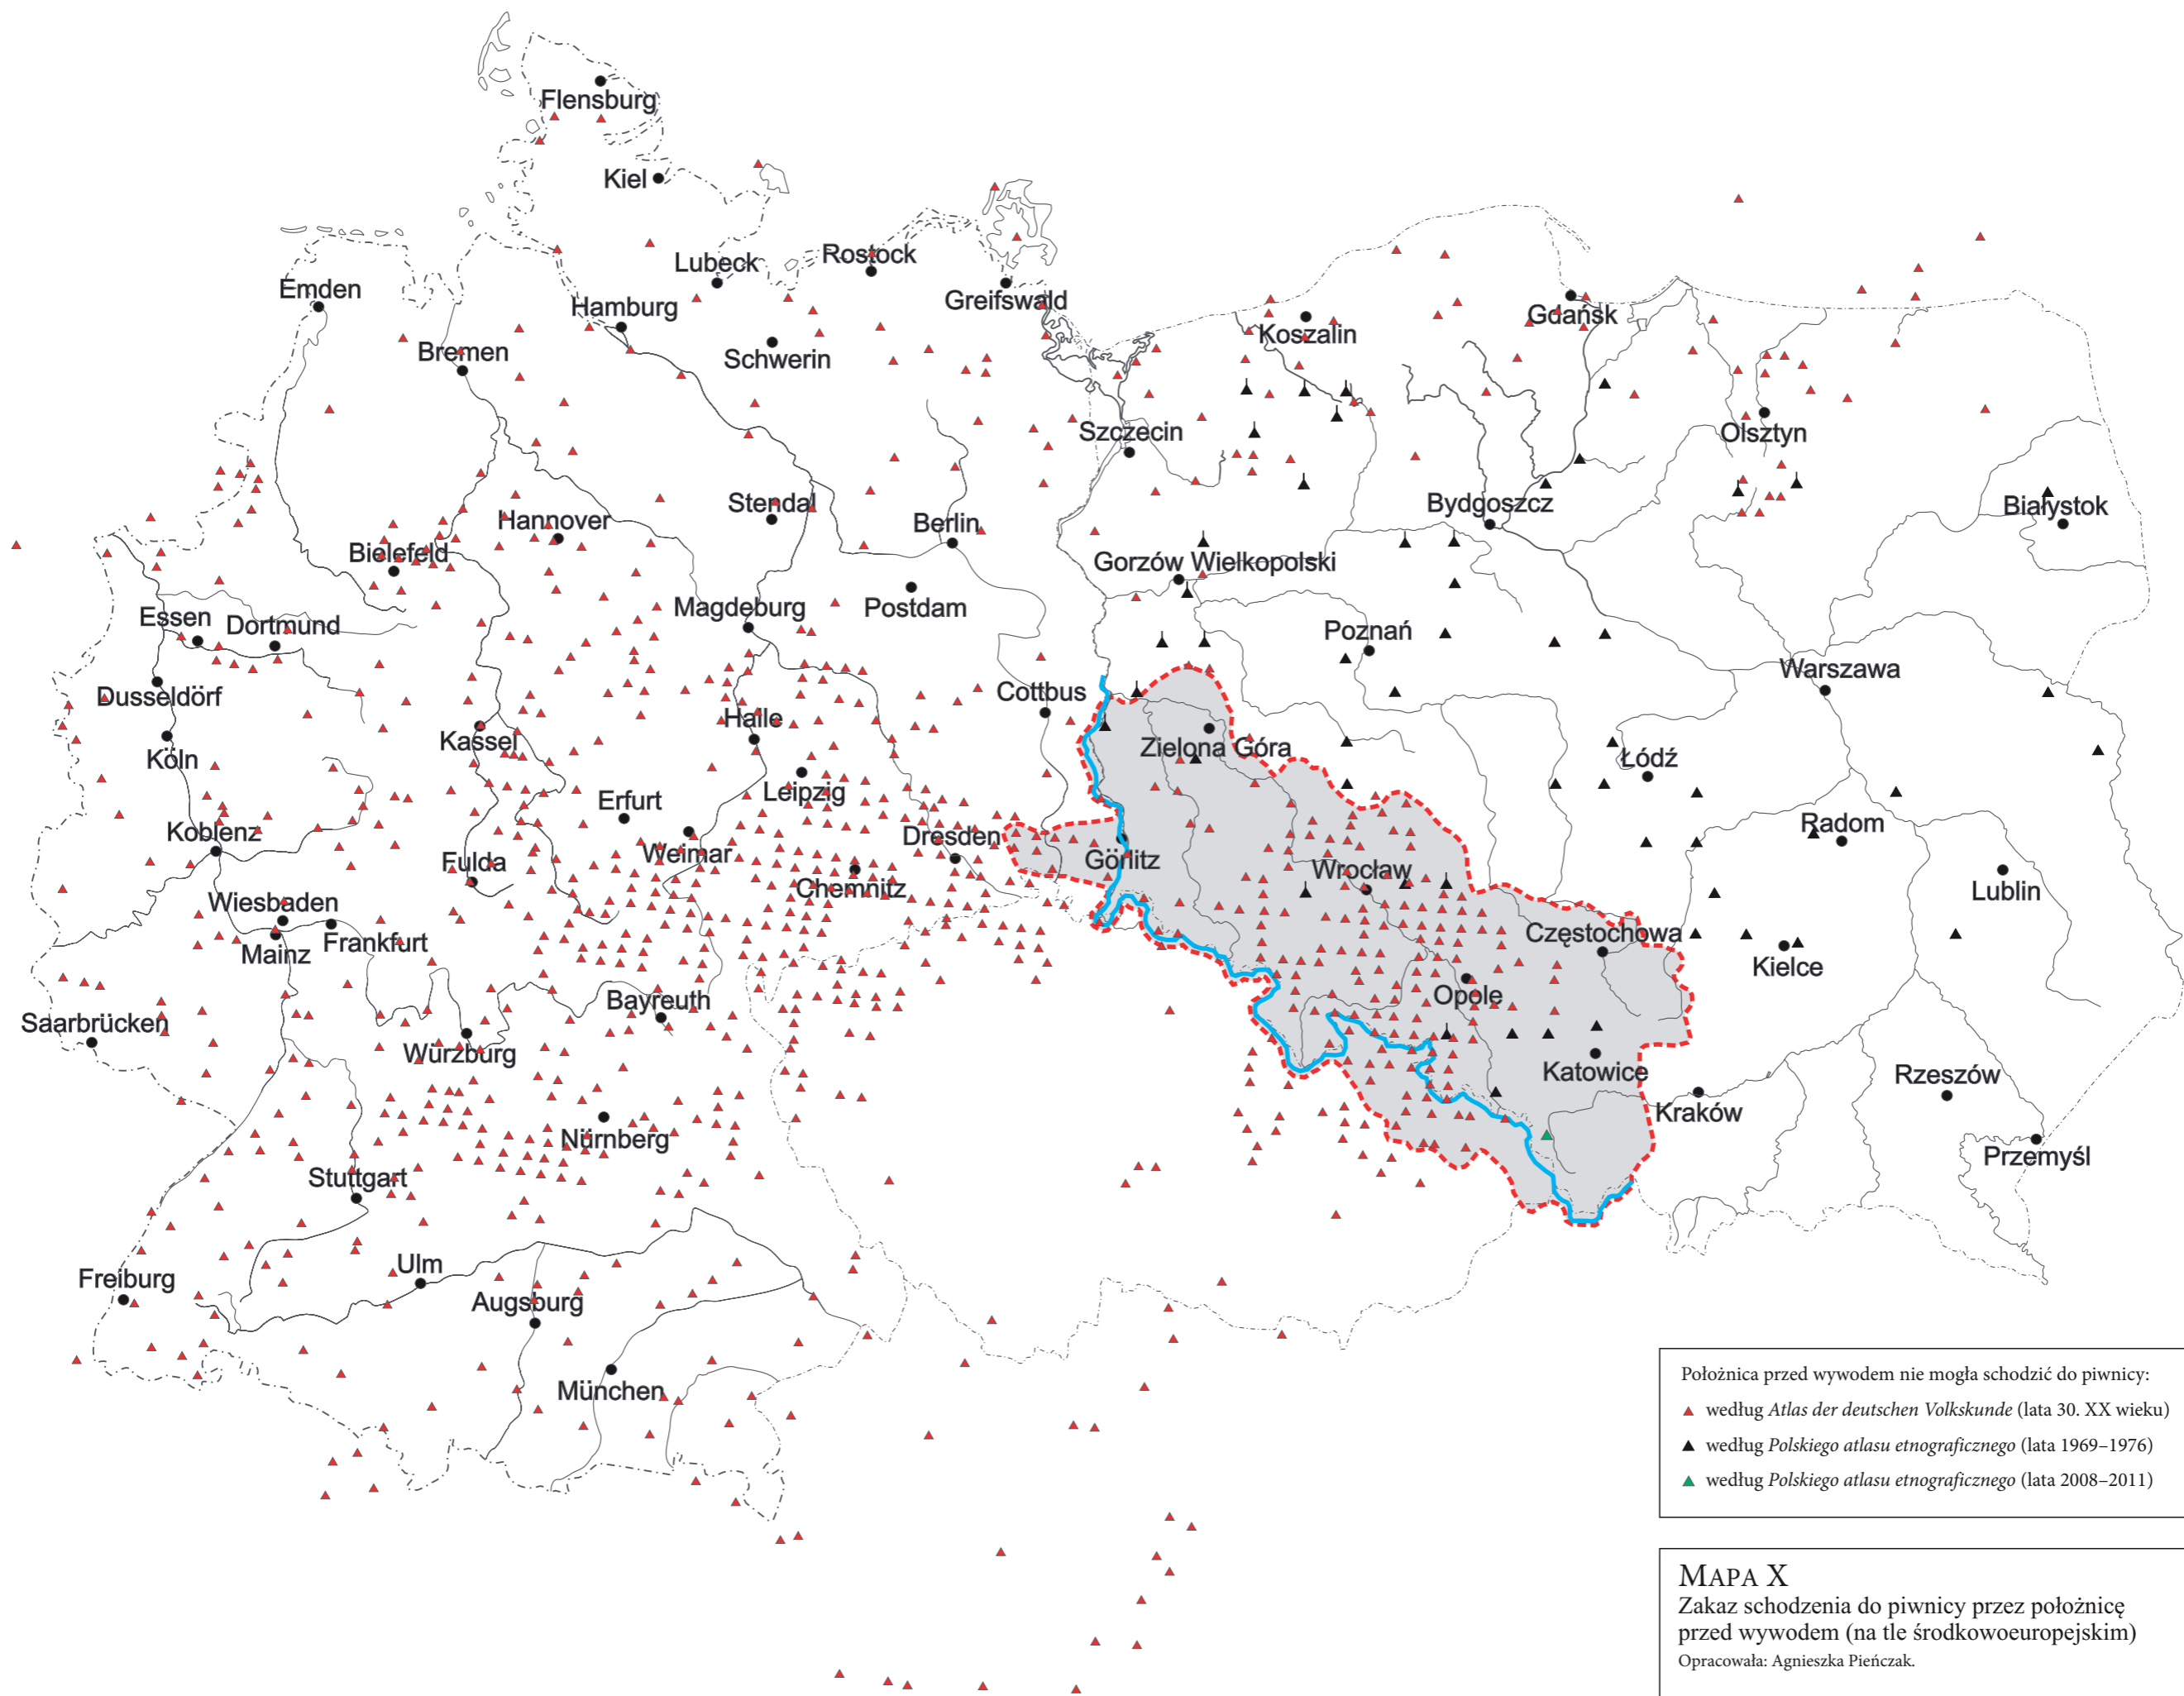 Flensburg
Kiel
Lubeck
Rostock
Greifswald
Emden
Hamburg
Schwerin
Bremen
Koszalin
Gdańsk
Szczecin
Olsztyn
Stendal
Hannover
Berlin
Bydgoszcz
Białystok
Bielefeld
Gorzów Wielkopolski
Magdeburg
Postdam
Essen
Dortmund
Poznań
Warszawa
Dusseldörf
Cottbus
Halle
Kassel
Zielona Góra
Köln
Łódź
Leipzig
Erfurt
Koblenz
Dresden
Radom
Weimar
Fulda
Görlitz
Wrocław
Chemnitz
Lublin
Wiesbaden
Frankfurt
Mainz
Częstochowa
Kielce
Bayreuth
Opole
Saarbrücken
Würzburg
Katowice
Rzeszów
Kraków
Nürnberg
Przemyśl
Stuttgart
Ulm
Freiburg
Augsburg
München
Położnica przed wywodem nie mogła schodzić do piwnicy:
według Atlas der deutschen Volkskunde (lata 30. XX wieku)
według Polskiego atlasu etnograficznego (lata 1969–1976)
według Polskiego atlasu etnograficznego (lata 2008–2011)
MAPA X
Zakaz schodzenia do piwnicy przez położnicę
przed wywodem (na tle środkowoeuropejskim)
Opracowała: Agnieszka Pieńczak.